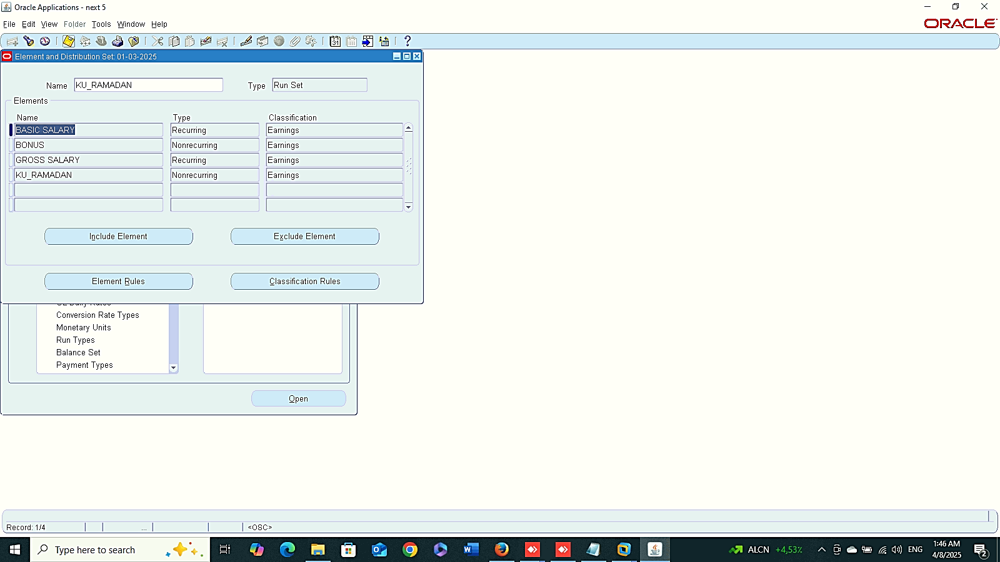 Oracle Applications - next 5
File Edit View Folder Tools Window Help
ORACLE
31
?
Element and Distribution Set: 01-03-2025
Name KU_RAMADAN Type Run Set
Elements
Name Type Classification
BASIC SALARY Recurring Earnings
BONUS Nonrecurring Earnings
GROSS SALARY Recurring Earnings
KU_RAMADAN Nonrecurring Earnings
Include Element Exclude Element
Element Rules Classification Rules
Conversion Rate Types
Monetary Units
Run Types
Balance Set
Payment Types
Open
Record: 1/4 ... <OSC>
Type here to search
ALCN +4,53%
ENG
1:46 AM
4/8/2025
2